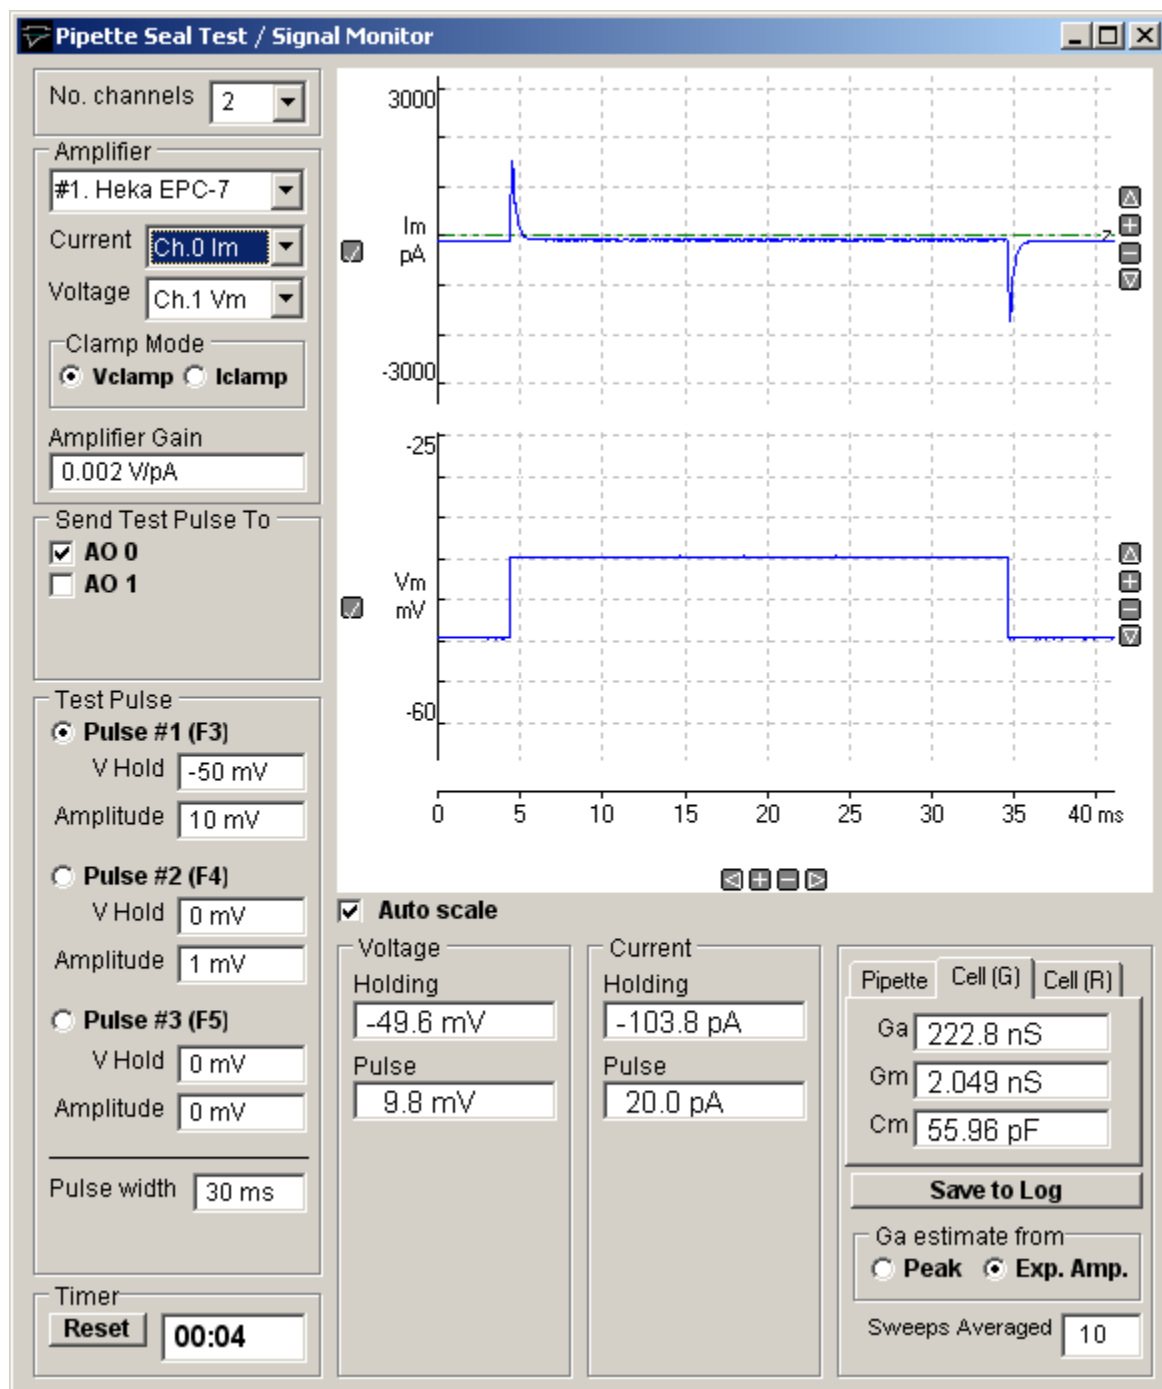 Pipette Seal Test / Signal Monitor
No. channels 2
Amplifier
#1. Heka EPC-7
Current Ch.0 Im
Voltage Ch.1 Vm
Clamp Mode
Vclamp Iclamp
Amplifier Gain
0.002 V/pA
Send Test Pulse To
AO 0
AO 1
Test Pulse
Pulse #1 (F3)
V Hold -50 mV
Amplitude 10 mV
Pulse #2 (F4)
V Hold 0 mV
Amplitude 1 mV
Pulse #3 (F5)
V Hold 0 mV
Amplitude 0 mV
Pulse width 30 ms
Timer
Reset 00:04
3000
Im
pA
-3000
z
-25
Vm
mV
-60
0 5 10 15 20 25 30 35 40 ms
Auto scale
Voltage
Holding
-49.6 mV
Pulse
9.8 mV
Current
Holding
-103.8 pA
Pulse
20.0 pA
Pipette Cell (G) Cell (R)
Ga 222.8 nS
Gm 2.049 nS
Cm 55.96 pF
Save to Log
Ga estimate from
Peak Exp. Amp.
Sweeps Averaged 10